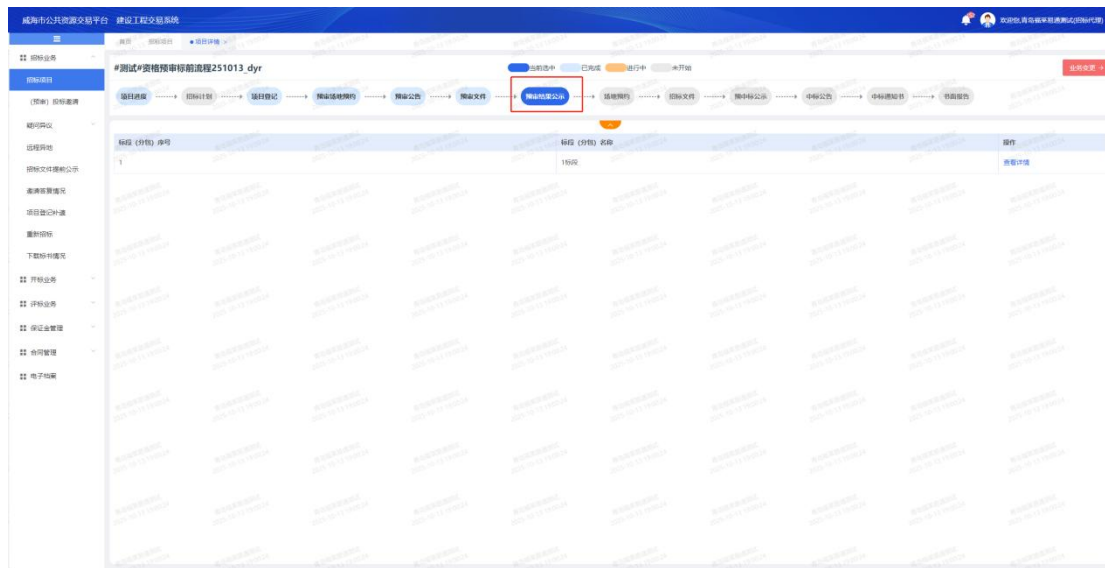 威海市公共资源交易平台 建设工程交易系统
欢迎您,青岛福莱易通测试(招标代理)
首页 招标项目 项目详情 ×
招标业务
招标项目
(预审)投标邀请
疑问异议
远程异地
招标文件提前公示
邀请答复情况
项目登记补遗
重新招标
下载标书情况
开标业务
评标业务
保证金管理
合同管理
电子档案
#测试#资格预审标前流程251013_dyr
当前选中 已完成 进行中 未开始
业务变更
项目进度 招标计划 项目登记 预审场地预约 预审公告 预审文件 预审结果公示 场地预约 招标文件 预中标公示 中标公告 中标通知书 书面报告
标段(分包)序号 标段(分包)名称 操作
1 1标段 查看详情